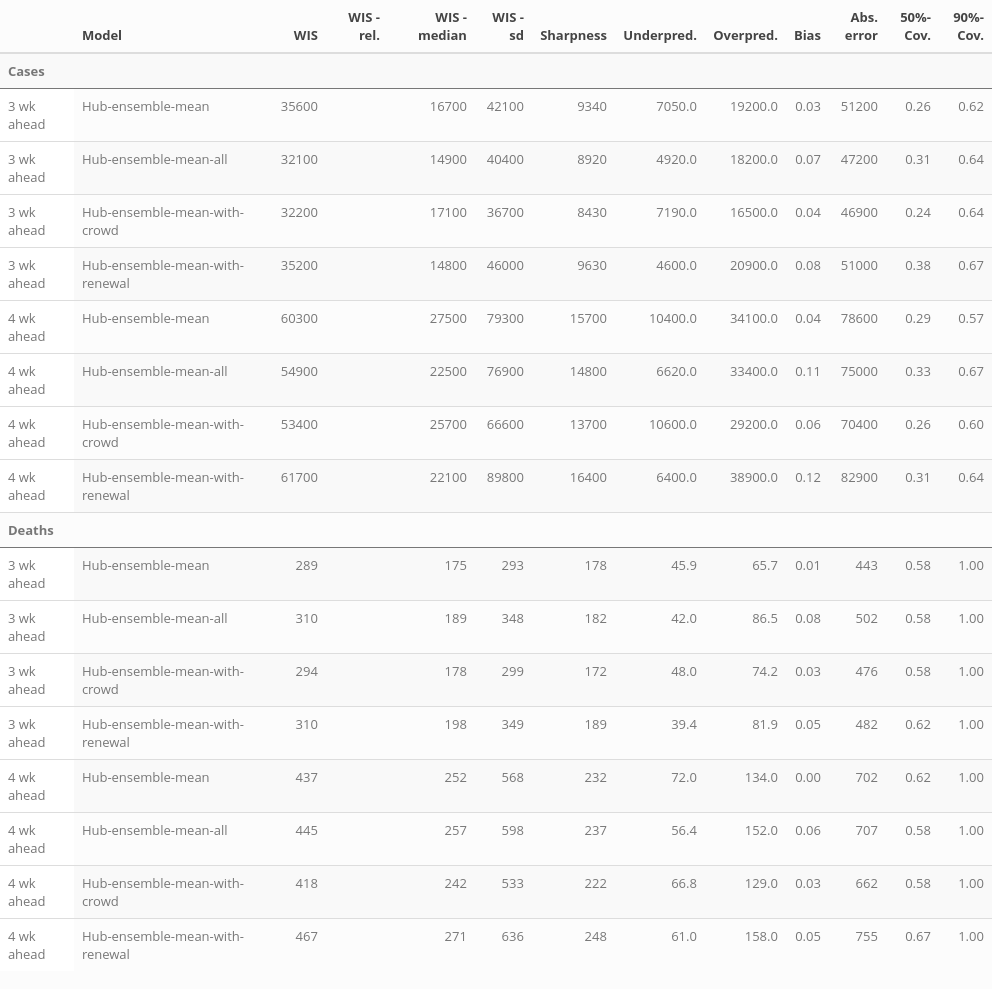 Model WIS WIS - rel. WIS - median WIS - sd Sharpness Underpred. Overpred. Bias Abs. error 50%-Cov. 90%-Cov.
Cases
3 wk ahead Hub-ensemble-mean 35600 16700 42100 9340 7050.0 19200.0 0.03 51200 0.26 0.62
3 wk ahead Hub-ensemble-mean-all 32100 14900 40400 8920 4920.0 18200.0 0.07 47200 0.31 0.64
3 wk ahead Hub-ensemble-mean-with-crowd 32200 17100 36700 8430 7190.0 16500.0 0.04 46900 0.24 0.64
3 wk ahead Hub-ensemble-mean-with-renewal 35200 14800 46000 9630 4600.0 20900.0 0.08 51000 0.38 0.67
4 wk ahead Hub-ensemble-mean 60300 27500 79300 15700 10400.0 34100.0 0.04 78600 0.29 0.57
4 wk ahead Hub-ensemble-mean-all 54900 22500 76900 14800 6620.0 33400.0 0.11 75000 0.33 0.67
4 wk ahead Hub-ensemble-mean-with-crowd 53400 25700 66600 13700 10600.0 29200.0 0.06 70400 0.26 0.60
4 wk ahead Hub-ensemble-mean-with-renewal 61700 22100 89800 16400 6400.0 38900.0 0.12 82900 0.31 0.64
Deaths
3 wk ahead Hub-ensemble-mean 289 175 293 178 45.9 65.7 0.01 443 0.58 1.00
3 wk ahead Hub-ensemble-mean-all 310 189 348 182 42.0 86.5 0.08 502 0.58 1.00
3 wk ahead Hub-ensemble-mean-with-crowd 294 178 299 172 48.0 74.2 0.03 476 0.58 1.00
3 wk ahead Hub-ensemble-mean-with-renewal 310 198 349 189 39.4 81.9 0.05 482 0.62 1.00
4 wk ahead Hub-ensemble-mean 437 252 568 232 72.0 134.0 0.00 702 0.62 1.00
4 wk ahead Hub-ensemble-mean-all 445 257 598 237 56.4 152.0 0.06 707 0.58 1.00
4 wk ahead Hub-ensemble-mean-with-crowd 418 242 533 222 66.8 129.0 0.03 662 0.58 1.00
4 wk ahead Hub-ensemble-mean-with-renewal 467 271 636 248 61.0 158.0 0.05 755 0.67 1.00